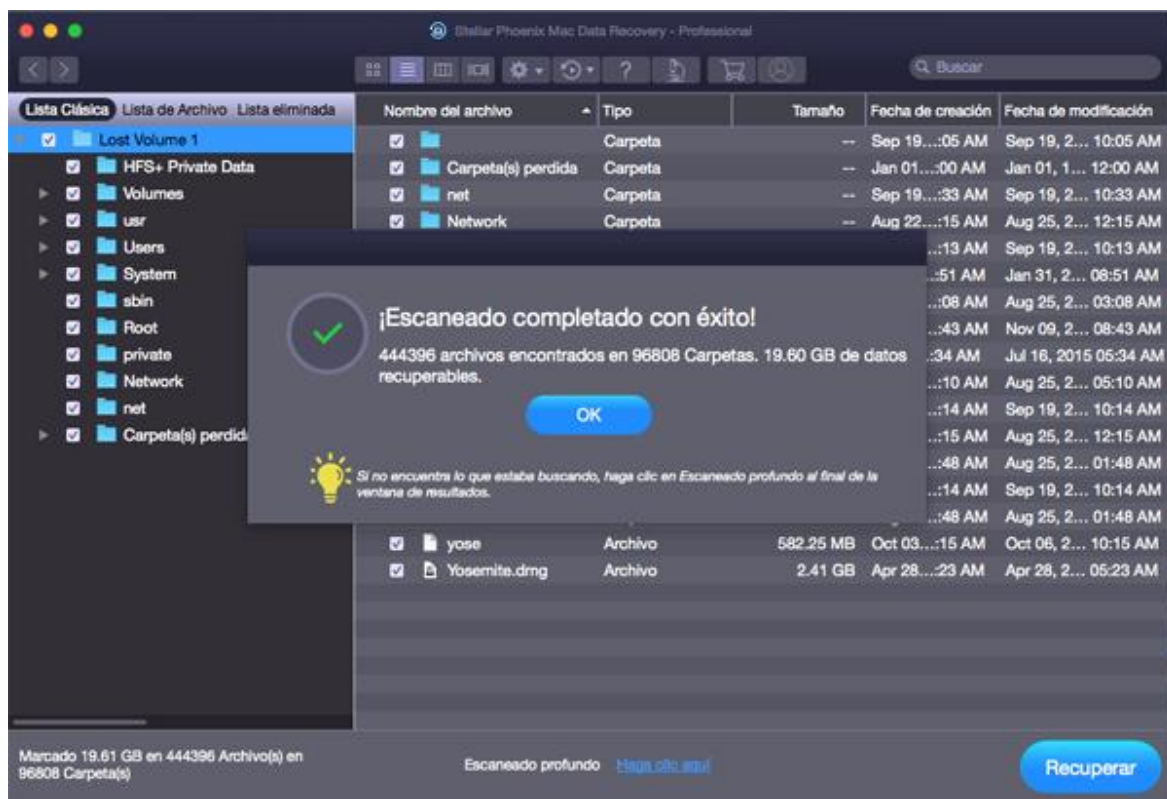 Stellar Phoenix Mac Data Recovery - Professional
Buscar
Lista Clásica Lista de Archivo Lista eliminada
Nombre del archivo Tipo Tamaño Fecha de creación Fecha de modificación
Lost Volume 1
HFS+ Private Data
Volumes
usr
Users
System
sbin
Root
private
Network
net
Carpeta(s) perdid
Carpeta -- Sep 19...:05 AM Sep 19, 2... 10:05 AM
Carpeta(s) perdida Carpeta -- Jan 01...:00 AM Jan 01, 1... 12:00 AM
net Carpeta -- Sep 19...:33 AM Sep 19, 2... 10:33 AM
Network Carpeta -- Aug 22...:15 AM Aug 25, 2... 12:15 AM
...:13 AM Sep 19, 2... 10:13 AM
...:51 AM Jan 31, 2... 08:51 AM
...:08 AM Aug 25, 2... 03:08 AM
...:43 AM Nov 09, 2... 08:43 AM
:34 AM Jul 16, 2015 05:34 AM
...:10 AM Aug 25, 2... 05:10 AM
...:14 AM Sep 19, 2... 10:14 AM
...:15 AM Aug 25, 2... 12:15 AM
...:48 AM Aug 25, 2... 01:48 AM
...:14 AM Sep 19, 2... 10:14 AM
...:48 AM Aug 25, 2... 01:48 AM
yose Archivo 582.25 MB Oct 03...:15 AM Oct 06, 2... 10:15 AM
Yosemite.dmg Archivo 2.41 GB Apr 28...:23 AM Apr 28, 2... 05:23 AM
¡Escaneado completado con éxito!
444396 archivos encontrados en 96808 Carpetas. 19.60 GB de datos
recuperables.
OK
Si no encuentra lo que estaba buscando, haga clic en Escaneado profundo al final de la
ventana de resultados.
Marcado 19.61 GB en 444396 Archivo(s) en
96808 Carpeta(s)
Escaneado profundo Haga clic aquí
Recuperar